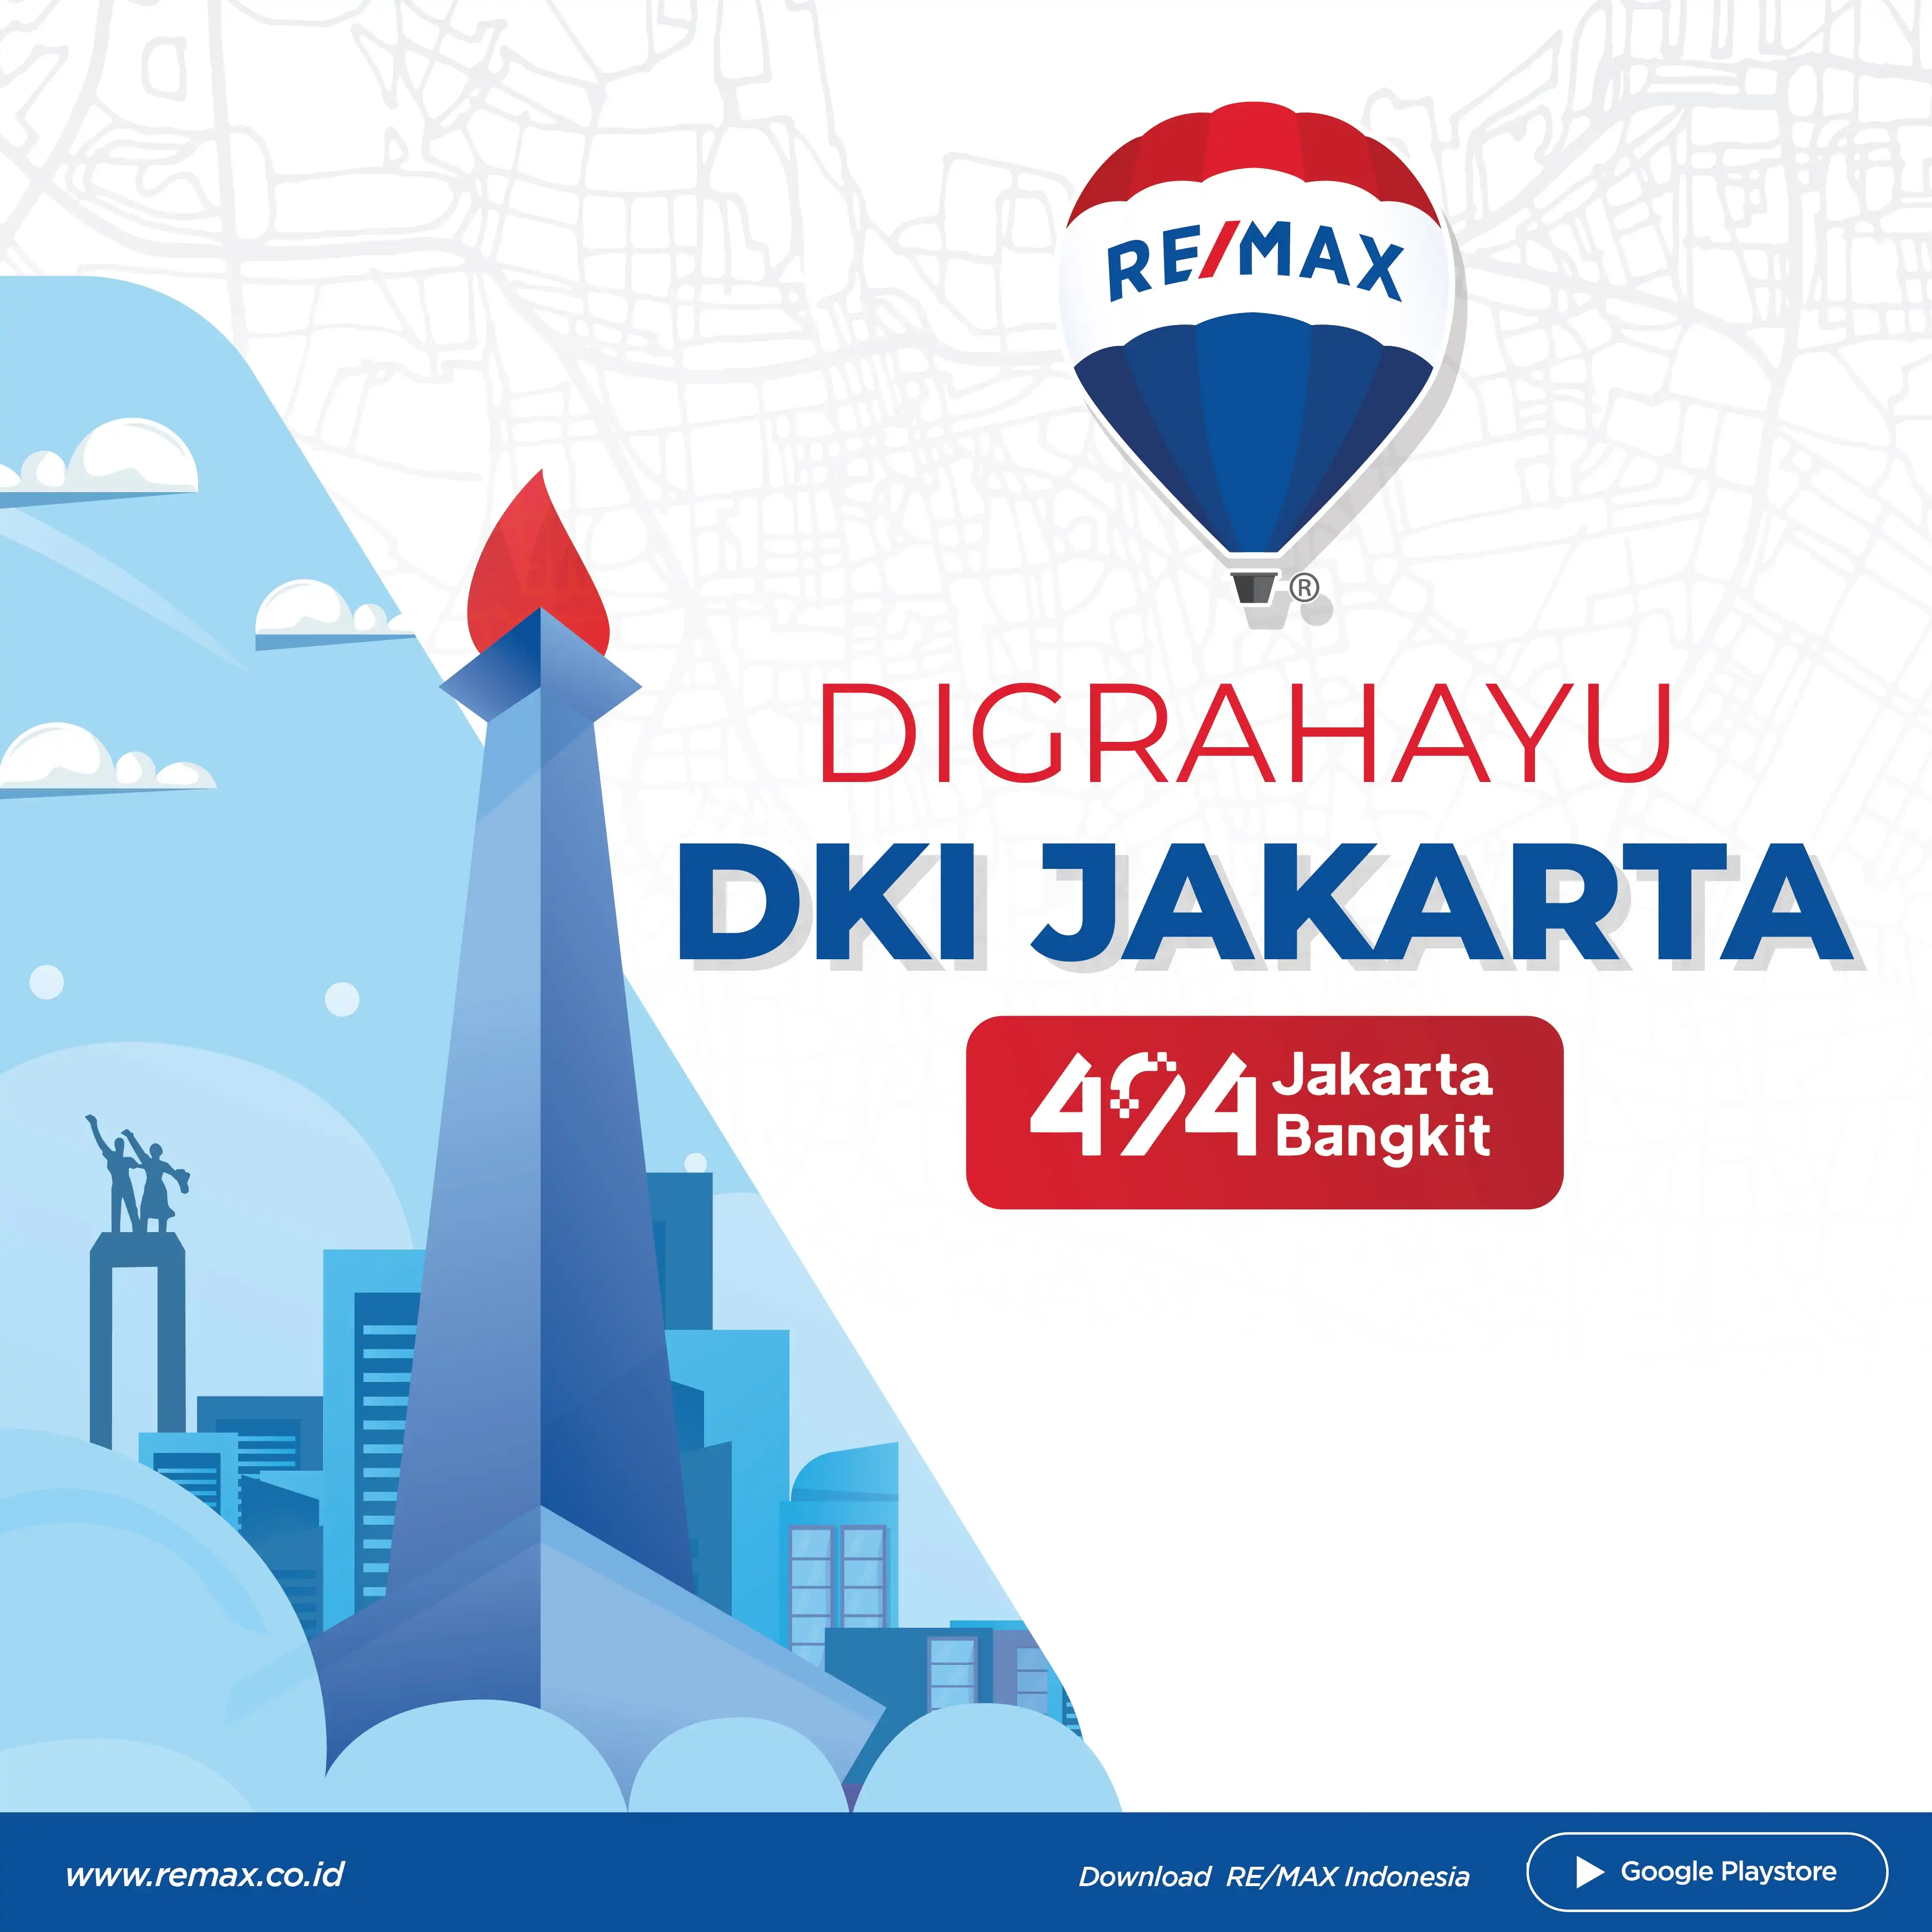 RE/MAX
®
DIGRAHAYU
DKI JAKARTA
494 Jakarta
Bangkit
www.remax.co.id
Download RE/MAX Indonesia
Google Playstore